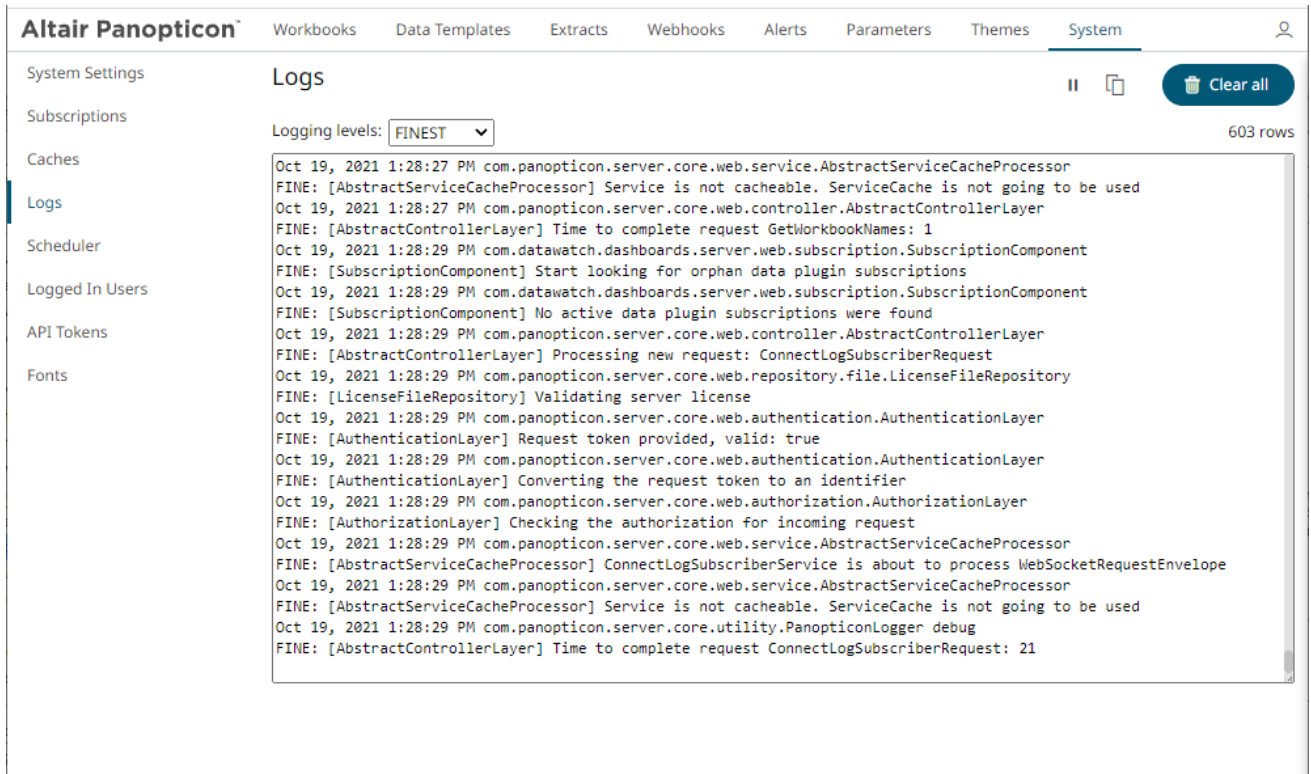 Altair Panopticon™ Workbooks Data Templates Extracts Webhooks Alerts Parameters Themes System
System Settings
Subscriptions
Caches
Logs
Scheduler
Logged In Users
API Tokens
Fonts
Logs
Clear all
Logging levels: FINEST
603 rows
Oct 19, 2021 1:28:27 PM com.panopticon.server.core.web.service.AbstractServiceCacheProcessor
FINE: [AbstractServiceCacheProcessor] Service is not cacheable. ServiceCache is not going to be used
Oct 19, 2021 1:28:27 PM com.panopticon.server.core.web.controller.AbstractControllerLayer
FINE: [AbstractControllerLayer] Time to complete request GetWorkbookNames: 1
Oct 19, 2021 1:28:29 PM com.datawatch.dashboards.server.web.subscription.SubscriptionComponent
FINE: [SubscriptionComponent] Start looking for orphan data plugin subscriptions
Oct 19, 2021 1:28:29 PM com.datawatch.dashboards.server.web.subscription.SubscriptionComponent
FINE: [SubscriptionComponent] No active data plugin subscriptions were found
Oct 19, 2021 1:28:29 PM com.panopticon.server.core.web.controller.AbstractControllerLayer
FINE: [AbstractControllerLayer] Processing new request: ConnectLogSubscriberRequest
Oct 19, 2021 1:28:29 PM com.panopticon.server.core.web.repository.file.LicenseFileRepository
FINE: [LicenseFileRepository] Validating server license
Oct 19, 2021 1:28:29 PM com.panopticon.server.core.web.authentication.AuthenticationLayer
FINE: [AuthenticationLayer] Request token provided, valid: true
Oct 19, 2021 1:28:29 PM com.panopticon.server.core.web.authentication.AuthenticationLayer
FINE: [AuthenticationLayer] Converting the request token to an identifier
Oct 19, 2021 1:28:29 PM com.panopticon.server.core.web.authorization.AuthorizationLayer
FINE: [AuthorizationLayer] Checking the authorization for incoming request
Oct 19, 2021 1:28:29 PM com.panopticon.server.core.web.service.AbstractServiceCacheProcessor
FINE: [AbstractServiceCacheProcessor] ConnectLogSubscriberService is about to process WebSocketRequestEnvelope
Oct 19, 2021 1:28:29 PM com.panopticon.server.core.web.service.AbstractServiceCacheProcessor
FINE: [AbstractServiceCacheProcessor] Service is not cacheable. ServiceCache is not going to be used
Oct 19, 2021 1:28:29 PM com.panopticon.server.core.utility.PanopticonLogger debug
FINE: [AbstractControllerLayer] Time to complete request ConnectLogSubscriberRequest: 21